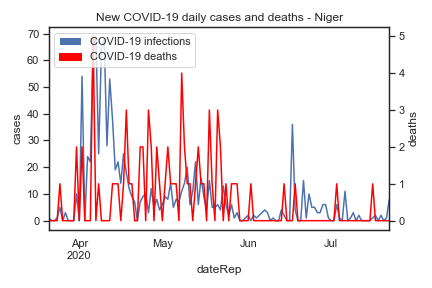 New COVID-19 daily cases and deaths - Niger
COVID-19 infections
COVID-19 deaths
70
60
50
40
30
20
10
0
cases
5
4
3
2
1
0
deaths
Apr
2020
May
Jun
Jul
dateRep